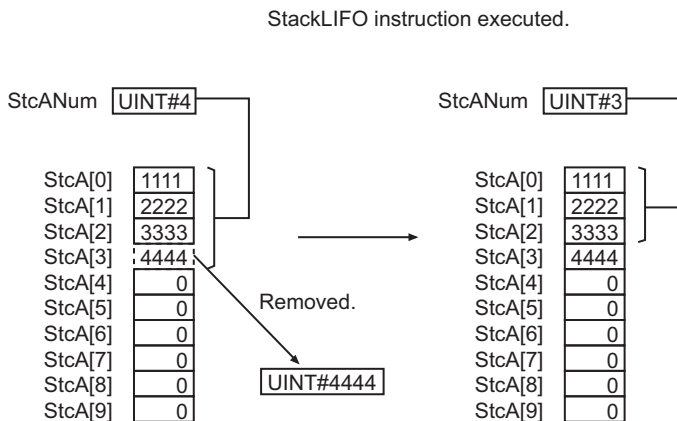 StackLIFO instruction executed.
StcANum UINT#4
StcANum UINT#3
StcA[0] 1111
StcA[1] 2222
StcA[2] 3333
StcA[3] 4444
StcA[4] 0
StcA[5] 0
StcA[6] 0
StcA[7] 0
StcA[8] 0
StcA[9] 0
Removed.
UINT#4444
StcA[0] 1111
StcA[1] 2222
StcA[2] 3333
StcA[3] 4444
StcA[4] 0
StcA[5] 0
StcA[6] 0
StcA[7] 0
StcA[8] 0
StcA[9] 0